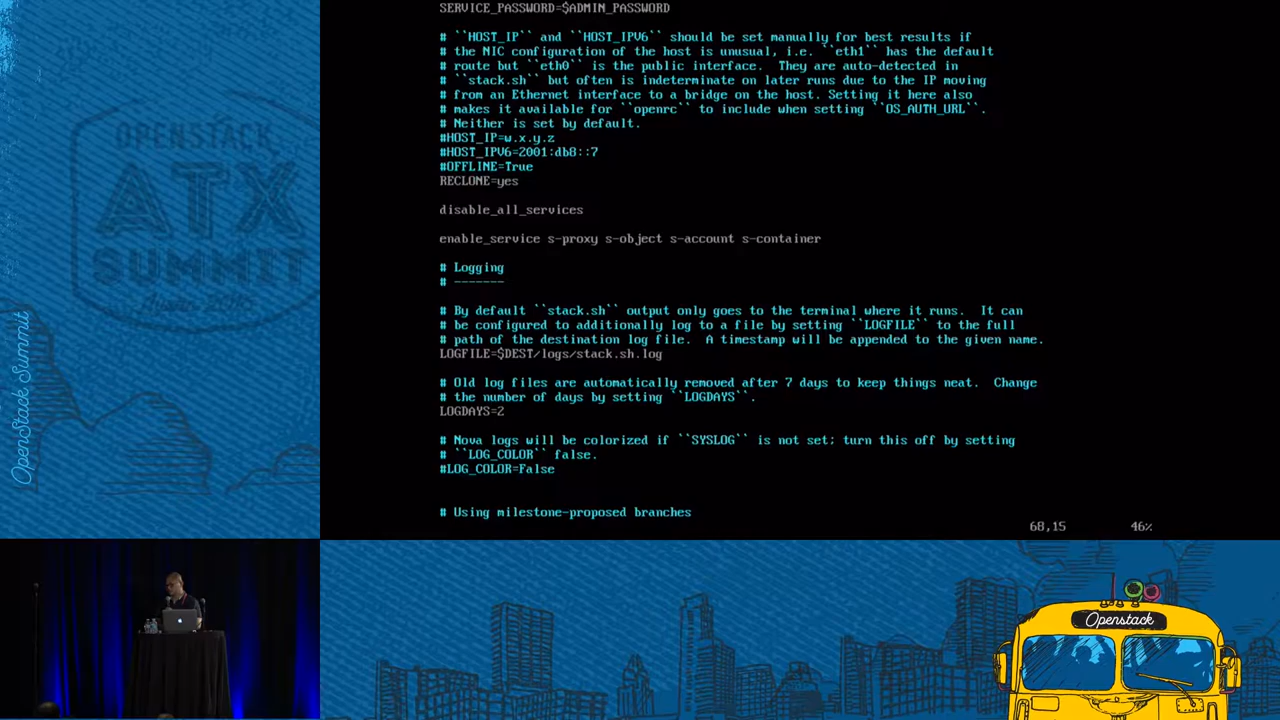 OPENSTACK
ATX
SUMMIT
OpenStack Summit
SERVICE_PASSWORD=$ADMIN_PASSWORD
# ``HOST_IP`` and ``HOST_IPV6`` should be set manually for best results if
# the NIC configuration of the host is unusual, i.e. ``eth1`` has the default
# route but ``eth0`` is the public interface.  They are auto-detected in
# ``stack.sh`` but often is indeterminate on later runs due to the IP moving
# from an Ethernet interface to a bridge on the host. Setting it here also
# makes it available for ``openrc`` to include when setting ``OS_AUTH_URL``.
# Neither is set by default.
#HOST_IP=w.x.y.z
#HOST_IPV6=2001:db8::7
#OFFLINE=True
RECLONE=yes
disable_all_services
enable_service s-proxy s-object s-account s-container
# Logging
# -------
# By default ``stack.sh`` output only goes to the terminal where it runs.  It can
# be configured to additionally log to a file by setting ``LOGFILE`` to the full
# path of the destination log file.  A timestamp will be appended to the given name.
LOGFILE=$DEST/logs/stack.sh.log
# Old log files are automatically removed after 7 days to keep things neat.  Change
# the number of days by setting ``LOGDAYS``.
LOGDAYS=2
# Nova logs will be colorized if ``SYSLOG`` is not set; turn this off by setting
# ``LOG_COLOR`` false.
#LOG_COLOR=False
# Using milestone-proposed branches
68,15 46%
Openstack